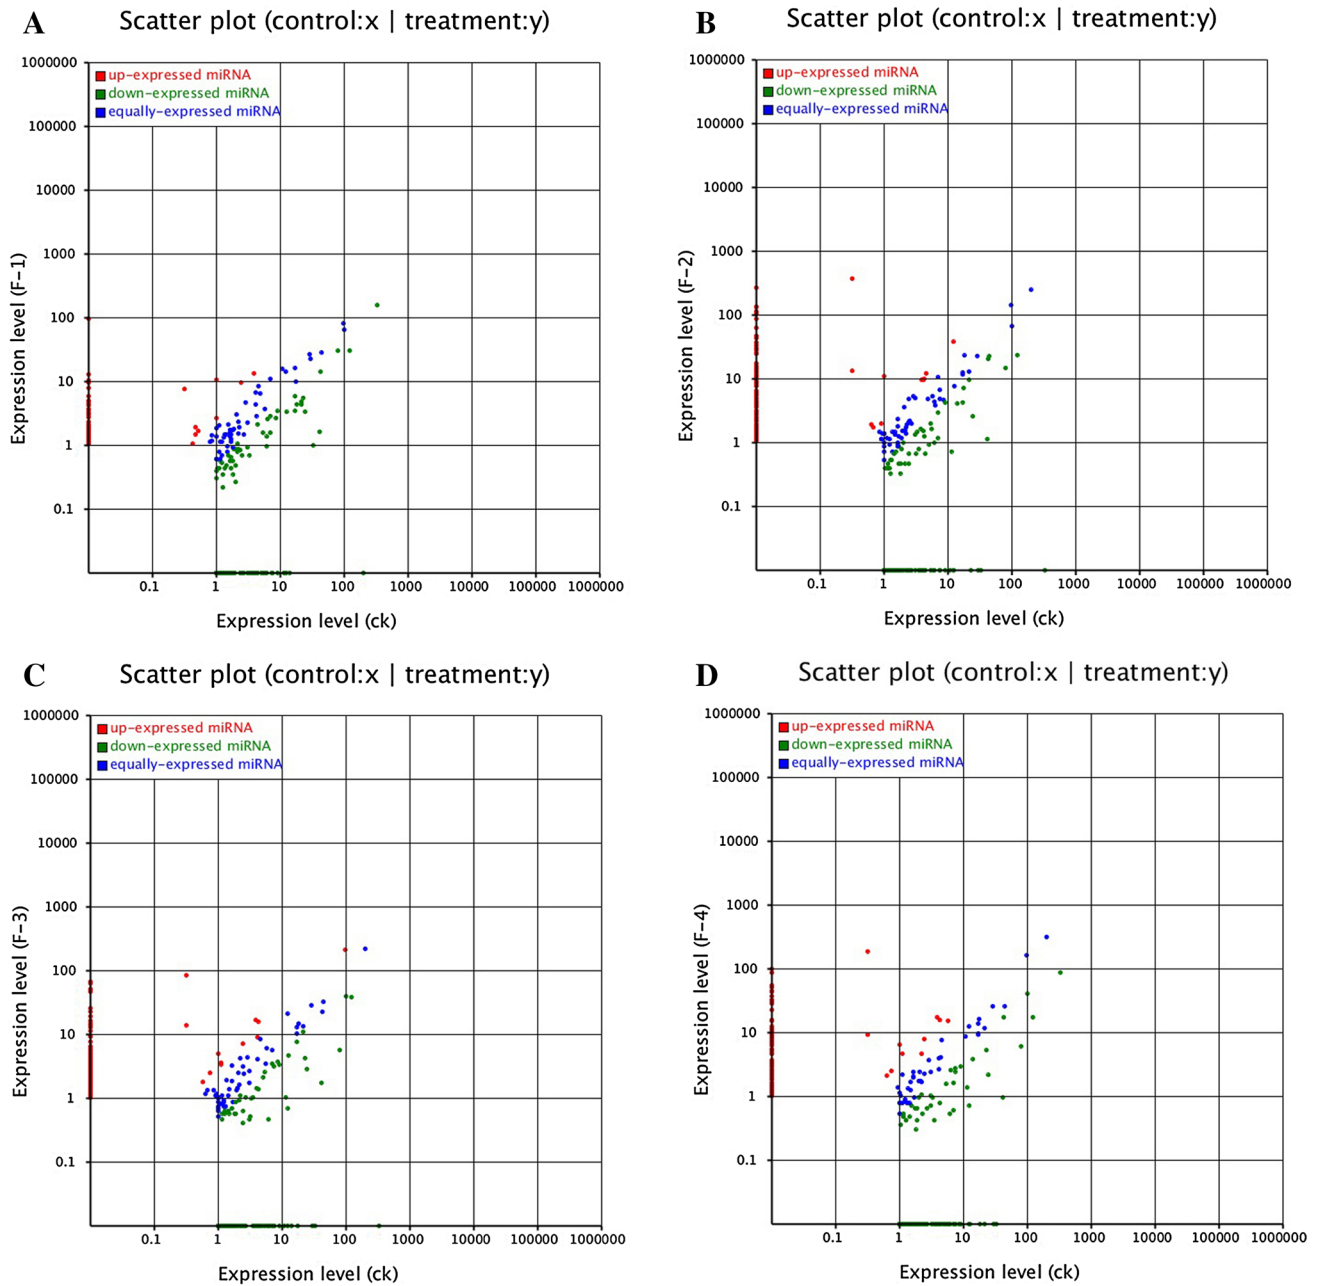 A
Scatter plot (control:x | treatment:y)
1000000
100000
10000
1000
100
10
1
0.1
up-expressed miRNA
down-expressed miRNA
equally-expressed miRNA
Expression level (F-1)
0.1 1 10 100 1000 10000 100000 1000000
Expression level (ck)
B
Scatter plot (control:x | treatment:y)
1000000
100000
10000
1000
100
10
1
0.1
up-expressed miRNA
down-expressed miRNA
equally-expressed miRNA
Expression level (F-2)
0.1 1 10 100 1000 10000 100000 1000000
Expression level (ck)
C
Scatter plot (control:x | treatment:y)
1000000
100000
10000
1000
100
10
1
0.1
up-expressed miRNA
down-expressed miRNA
equally-expressed miRNA
Expression level (F-3)
0.1 1 10 100 1000 10000 100000 1000000
Expression level (ck)
D
Scatter plot (control:x | treatment:y)
1000000
100000
10000
1000
100
10
1
0.1
up-expressed miRNA
down-expressed miRNA
equally-expressed miRNA
Expression level (F-4)
0.1 1 10 100 1000 10000 100000 1000000
Expression level (ck)